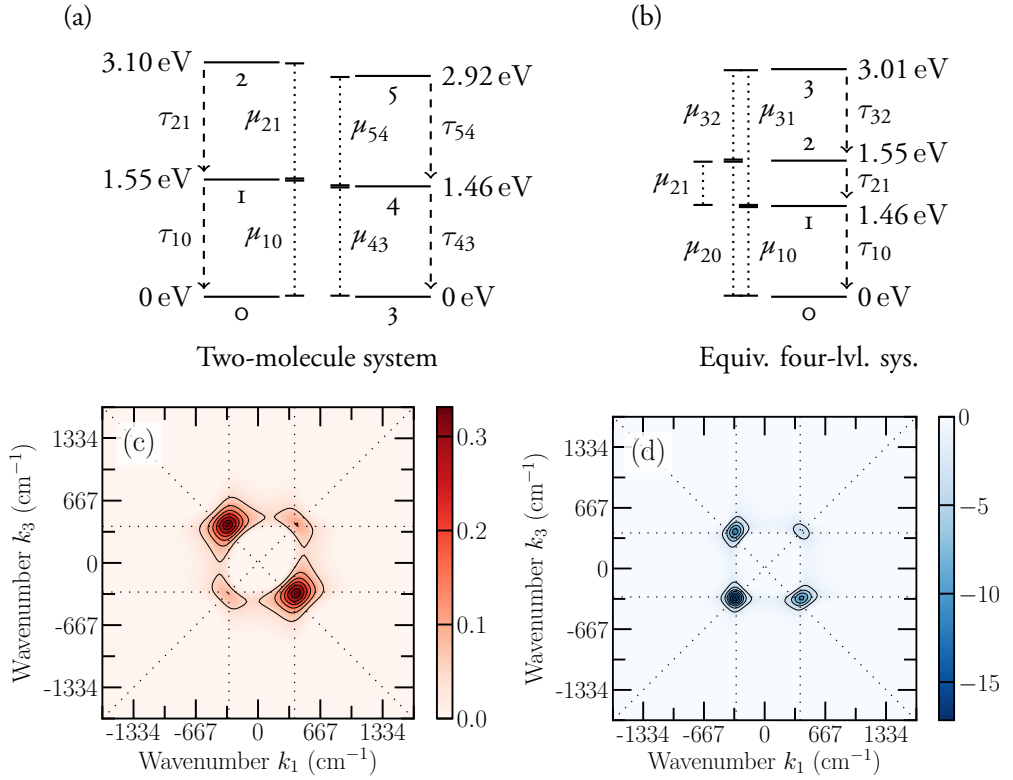 (a)
(b)
3.10 eV
2
5
2.92 eV
τ21
μ21
μ54
τ54
1.55 eV
1
4
1.46 eV
τ10
μ10
μ43
τ43
0 eV
0
3
0 eV
Two-molecule system
3
3.01 eV
μ32
μ31
τ32
2
1.55 eV
μ21
τ21
1
1.46 eV
μ20
μ10
τ10
0
0 eV
Equiv. four-lvl. sys.
(c)
Wavenumber k3 (cm−1)
1334
667
0
-667
-1334
-1334 -667 0 667 1334
Wavenumber k1 (cm−1)
0.3
0.2
0.1
0.0
(d)
Wavenumber k3 (cm−1)
1334
667
0
-667
-1334
-1334 -667 0 667 1334
Wavenumber k1 (cm−1)
0
−5
−10
−15